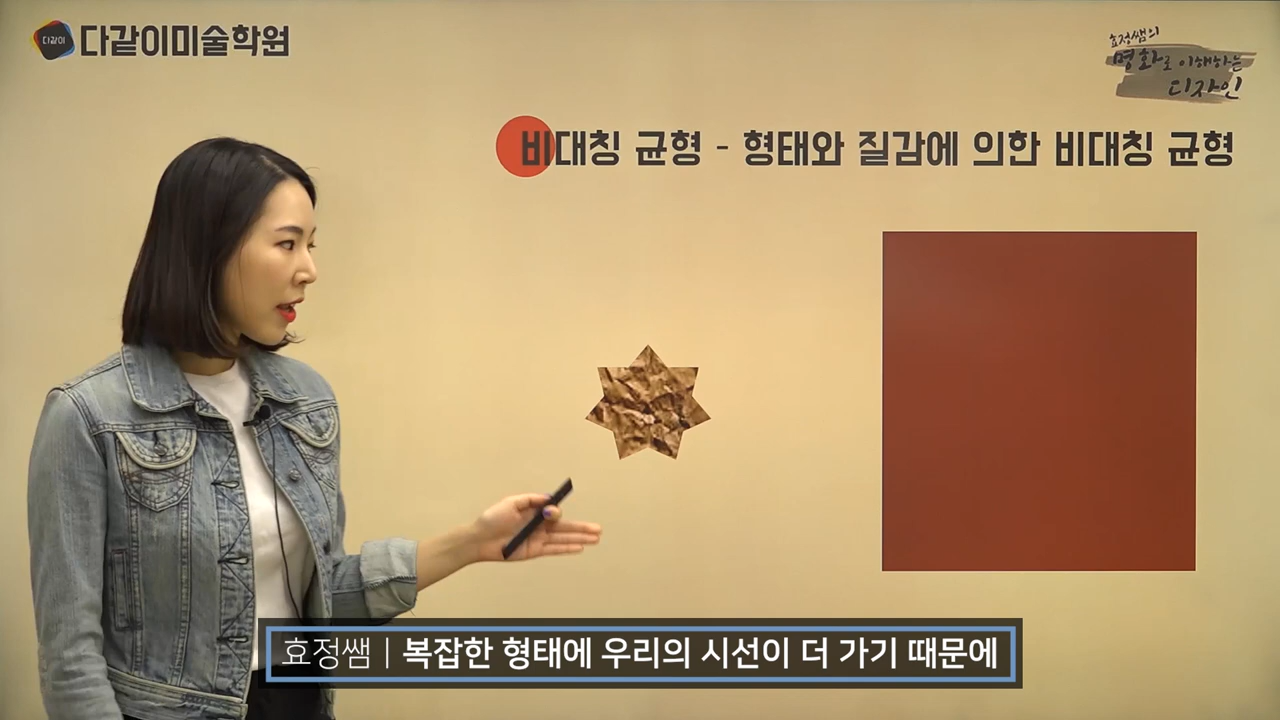 다같이
다같이미술학원
효정쌤의
명화로 이해하는
디자인
비대칭 균형 - 형태와 질감에 의한 비대칭 균형
효정쌤 | 복잡한 형태에 우리의 시선이 더 가기 때문에